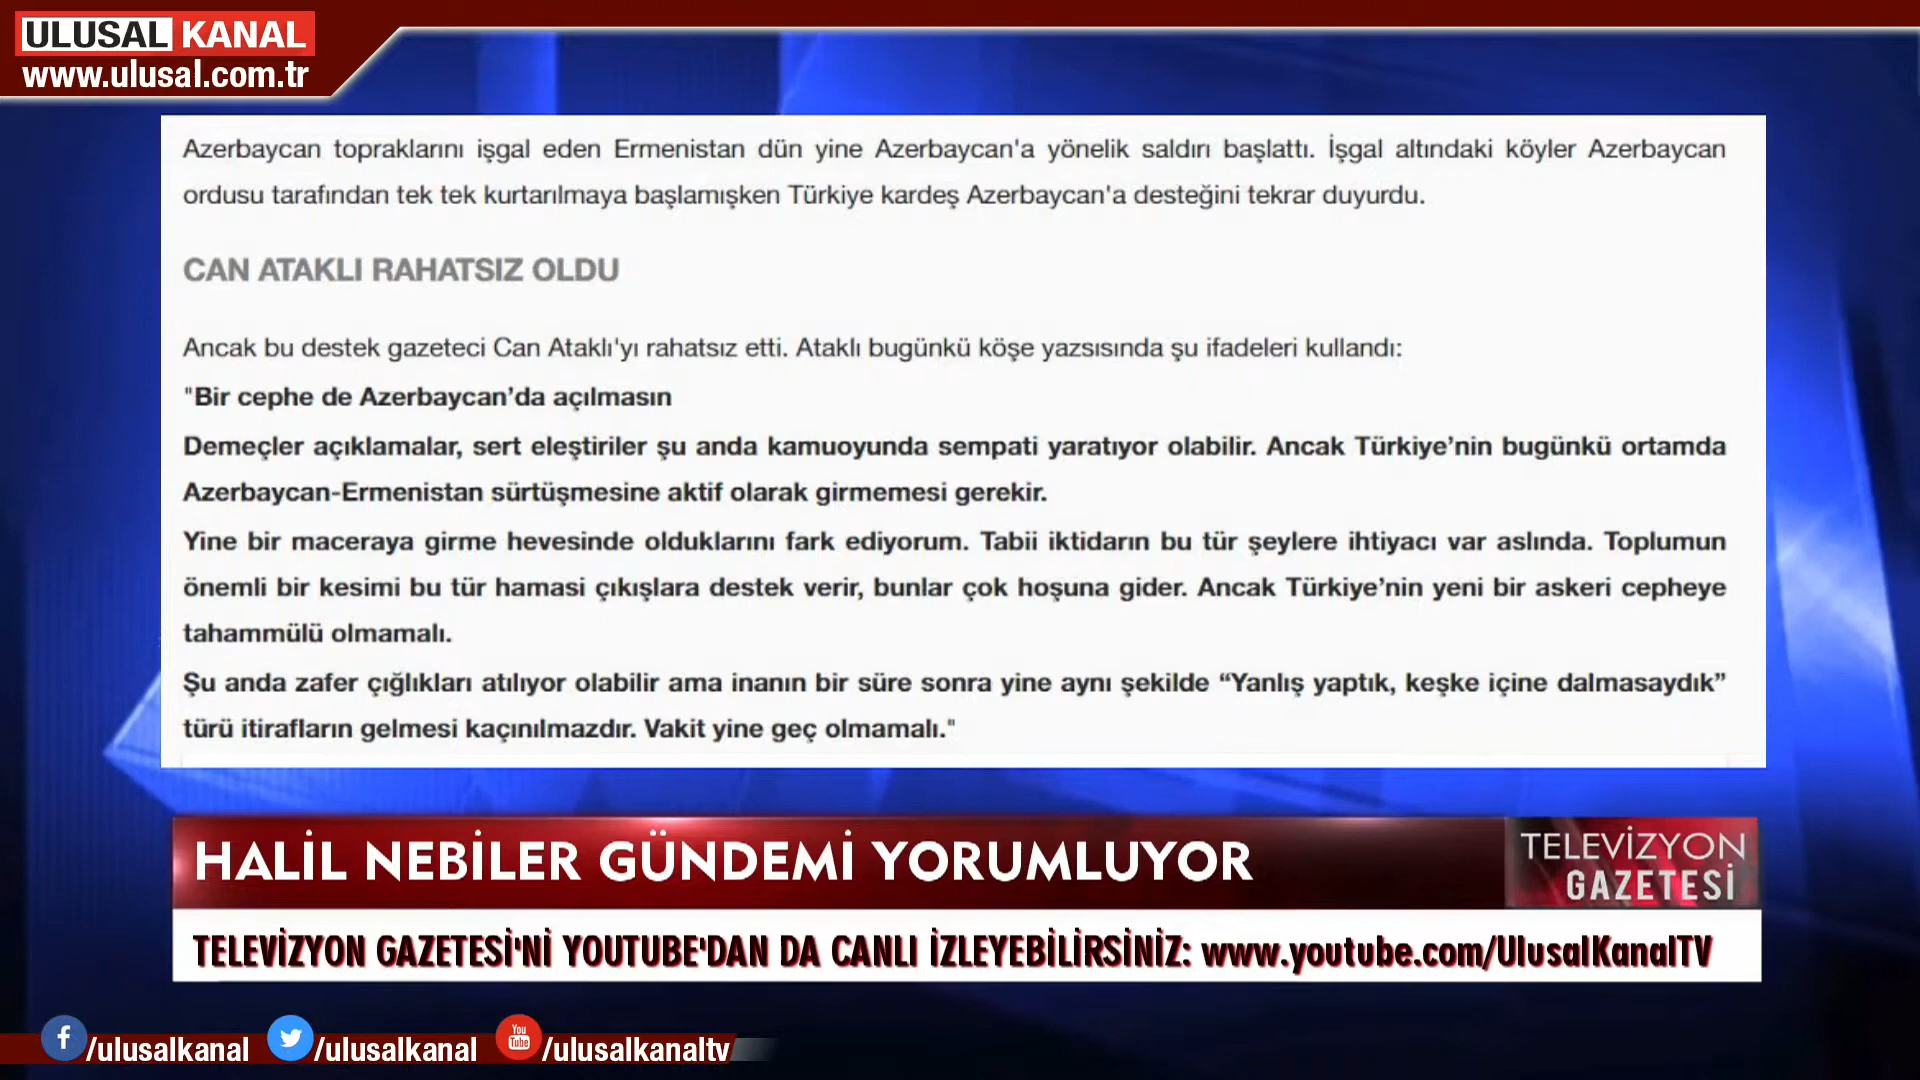 ULUSAL KANAL
www.ulusal.com.tr
Azerbaycan topraklarını işgal eden Ermenistan dün yine Azerbaycan'a yönelik saldırı başlattı. İşgal altındaki köyler Azerbaycan
ordusu tarafından tek tek kurtarılmaya başlamışken Türkiye kardeş Azerbaycan'a desteğini tekrar duyurdu.
CAN ATAKLI RAHATSIZ OLDU
Ancak bu destek gazeteci Can Ataklı'yı rahatsız etti. Ataklı bugünkü köşe yazsısında şu ifadeleri kullandı:
"Bir cephe de Azerbaycan’da açılmasın
Demeçler açıklamalar, sert eleştiriler şu anda kamuoyunda sempati yaratıyor olabilir. Ancak Türkiye’nin bugünkü ortamda
Azerbaycan-Ermenistan sürtüşmesine aktif olarak girmemesi gerekir.
Yine bir maceraya girme hevesinde olduklarını fark ediyorum. Tabii iktidarın bu tür şeylere ihtiyacı var aslında. Toplumun
önemli bir kesimi bu tür hamasi çıkışlara destek verir, bunlar çok hoşuna gider. Ancak Türkiye’nin yeni bir askeri cepheye
tahammülü olmamalı.
Şu anda zafer çığlıkları atılıyor olabilir ama inanın bir süre sonra yine aynı şekilde “Yanlış yaptık, keşke içine dalmasaydık”
türü itirafların gelmesi kaçınılmazdır. Vakit yine geç olmamalı."
HALİL NEBİLER GÜNDEMİ YORUMLUYOR
TELEVİZYON
GAZETESİ
TELEVİZYON GAZETESİ'Nİ YOUTUBE'DAN DA CANLI İZLEYEBİLİRSİNİZ: www.youtube.com/UlusalKanalTV
f /ulusalkanal /ulusalkanal You Tube /ulusalkanaltv